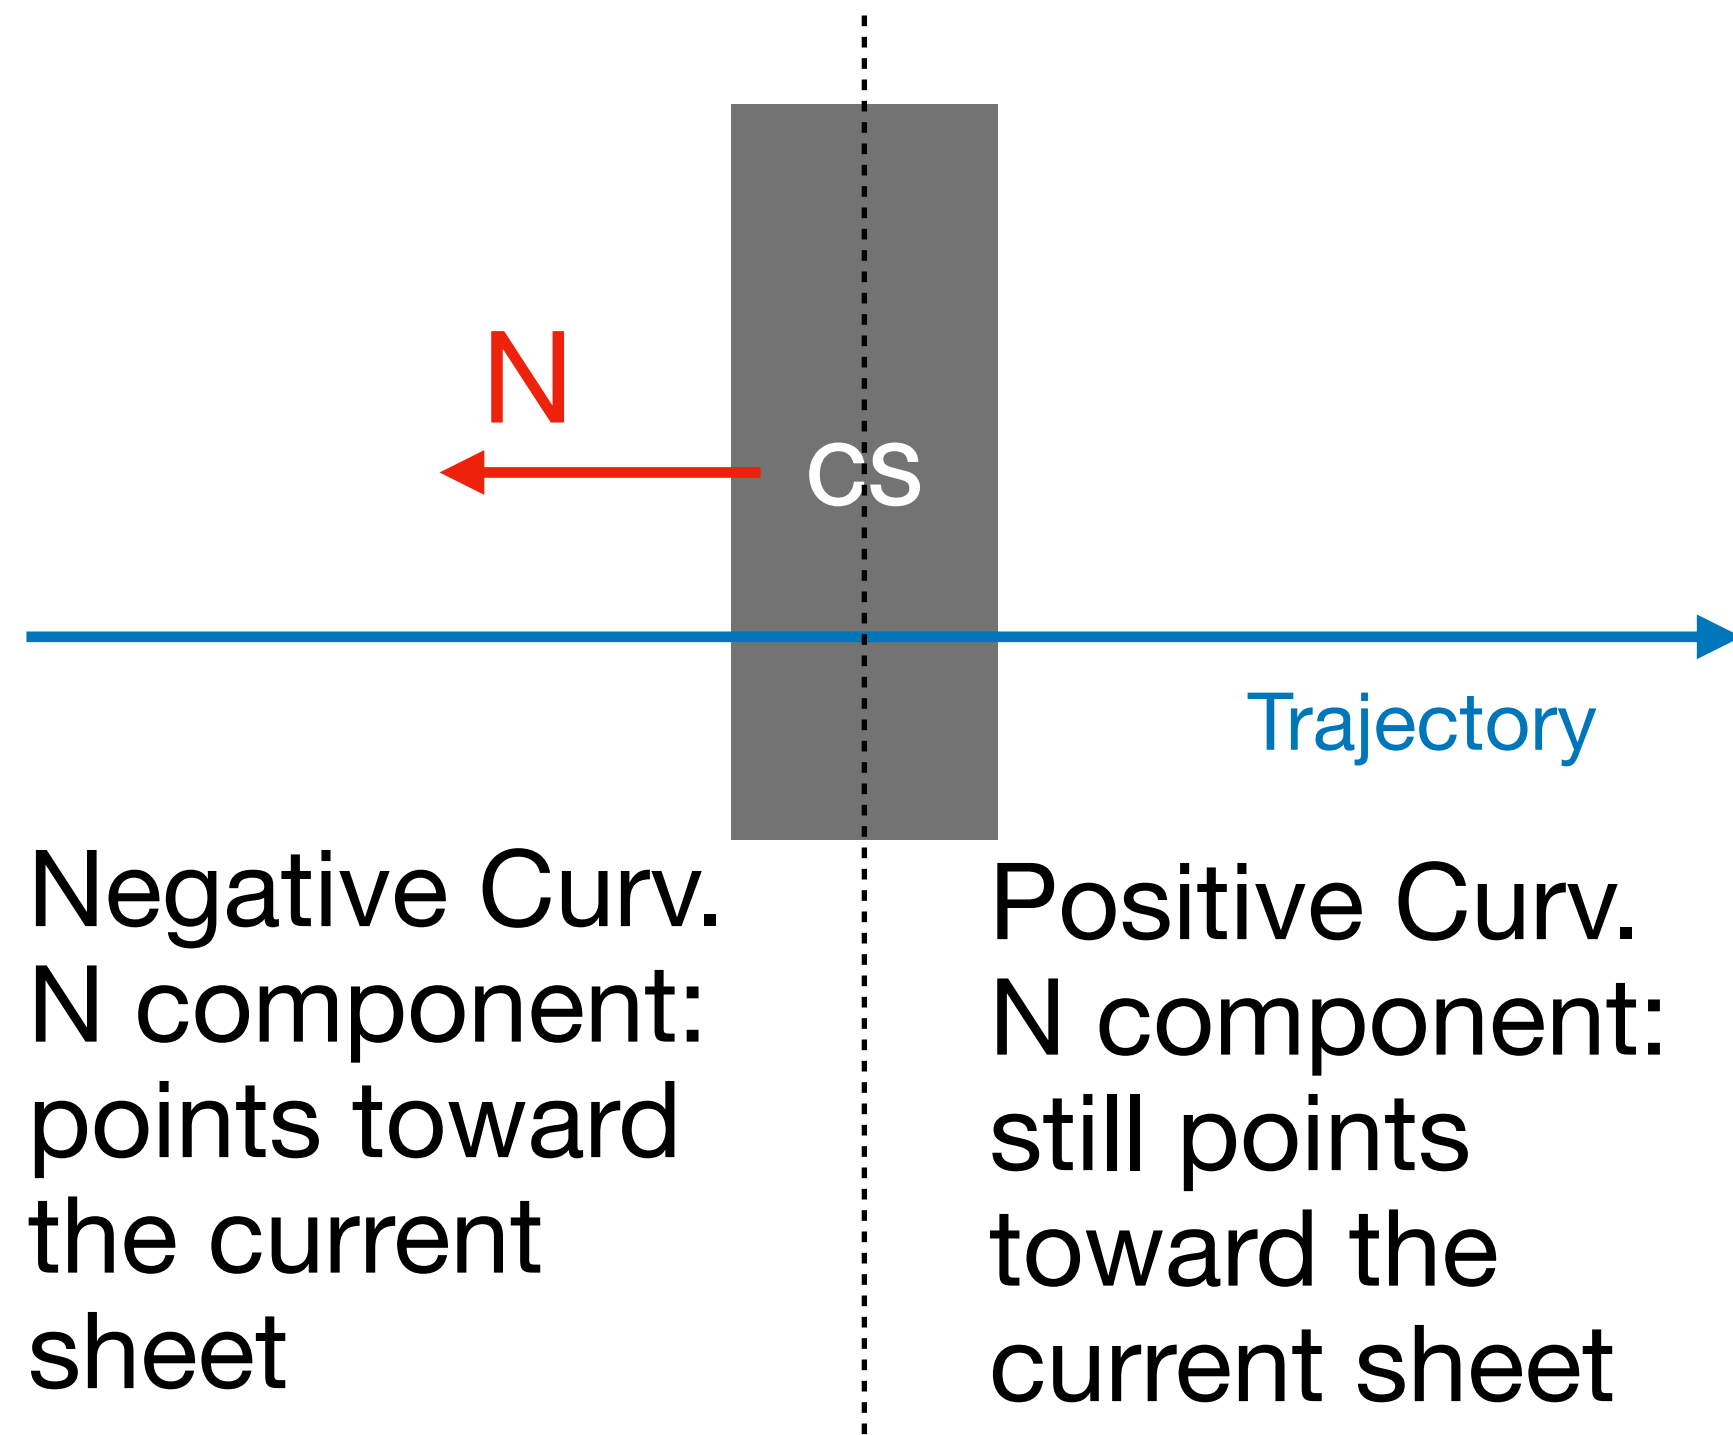 N
CS
Trajectory
Negative Curv.
N component:
points toward
the current
sheet
Positive Curv.
N component:
still points
toward the
current sheet